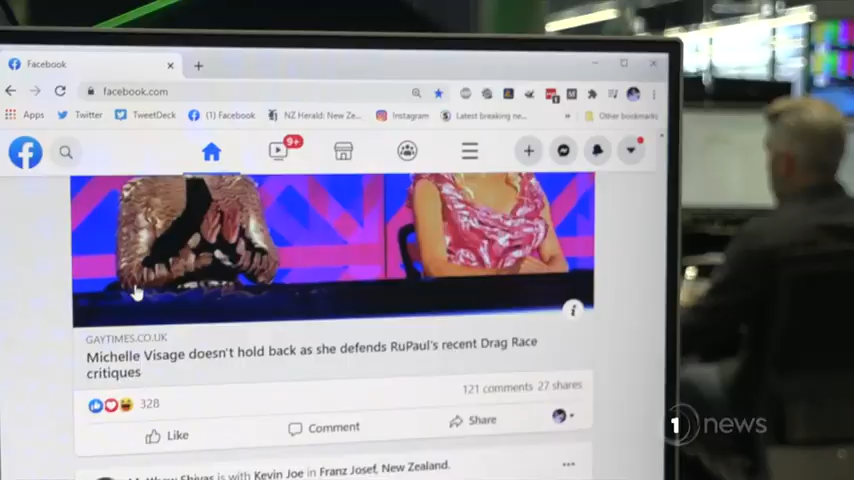 Facebook
facebook.com
Apps Twitter TweetDeck (1) Facebook NZ Herald: New Ze... Instagram Latest breaking ne... » Other bookmarks
9+
GAYTIMES.CO.UK
Michelle Visage doesn't hold back as she defends RuPaul's recent Drag Race
critiques
328 121 comments 27 shares
Like Comment Share
is with Kevin Joe in Franz Josef, New Zealand.
1 news